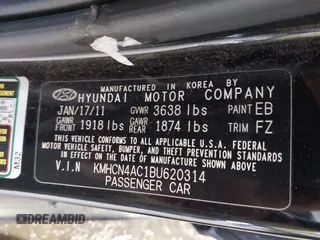 MANUFACTURED IN KOREA BY
HYUNDAI MOTOR COMPANY
JAN/17/11 GVWR 3638 lbs PAINT EB
GAWR FRONT 1918 lbs GAWR REAR 1874 lbs TRIM FZ
THIS VEHICLE CONFORMS TO ALL APPLICABLE U.S.A. FEDERAL
MOTOR VEHICLE SAFETY, BUMPER, AND THEFT PREVENTION
STANDARDS IN EFFECT ON THE DATE OF MANUFACTURE
SHOWN ABOVE.
V.I.N KMHCN4AC1BU620314
PASSENGER CAR
M32
DREAMBID